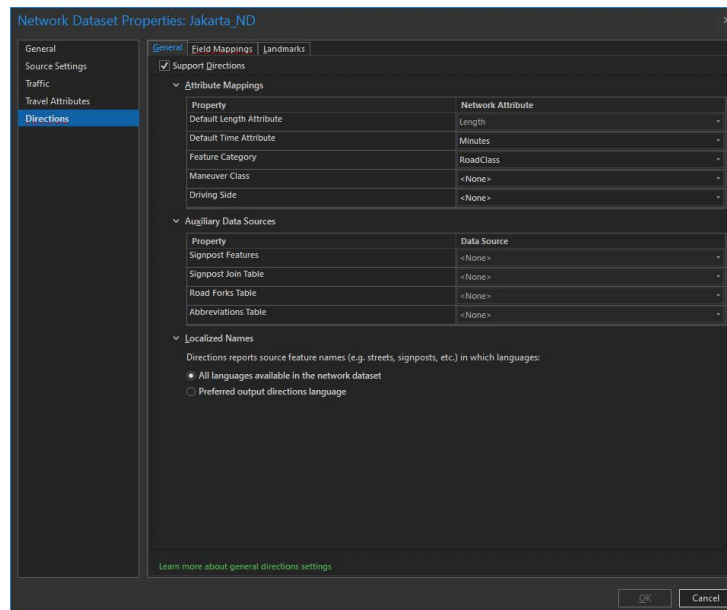 Network Dataset Properties: Jakarta_ND
General
Source Settings
Traffic
Travel Attributes
Directions
General Field Mappings Landmarks
Support Directions
Attribute Mappings
Property Network Attribute
Default Length Attribute Length
Default Time Attribute Minutes
Feature Category RoadClass
Maneuver Class <None>
Driving Side <None>
Auxiliary Data Sources
Property Data Source
Signpost Features <None>
Signpost Join Table <None>
Road Forks Table <None>
Abbreviations Table <None>
Localized Names
Directions reports source feature names (e.g. streets, signposts, etc.) in which languages:
All languages available in the network dataset
Preferred output directions language
Learn more about general directions settings
OK Cancel